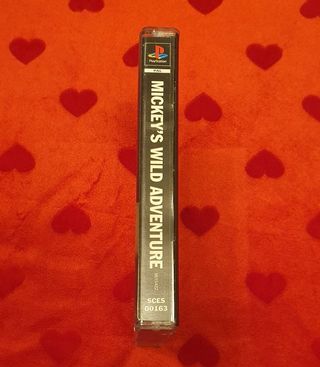 PlayStation
PAL
MICKEY'S WILD ADVENTURE
SCES
00163